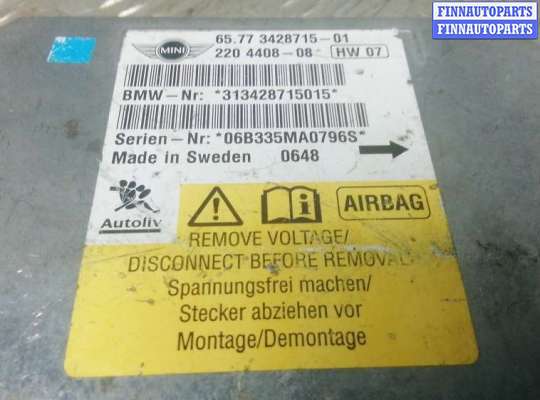 FINNAUTOPARTS
FINNAUTOPARTS
MINI
65.77 3428715-01
220 4408-08
HW 07
BMW-Nr: *313428715015*
Serien-Nr: *06B335MA0796S*
Made in Sweden 0648
Autoliv
AIRBAG
REMOVE VOLTAGE/
DISCONNECT BEFORE REMOVAL
Spannungsfrei machen/
Stecker abziehen vor
Montage/Demontage